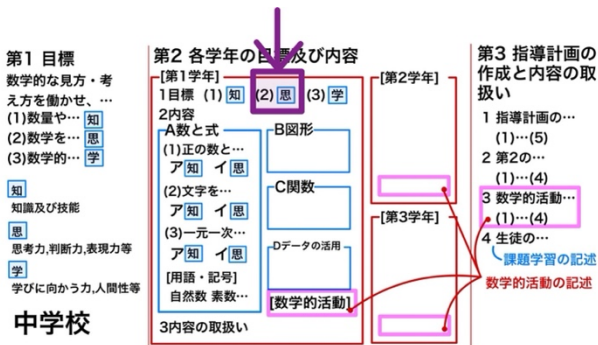 第1 目標
数学的な見方・考
え方を働かせ、…
(1)数量や… 知
(2)数学を… 思
(3)数学的… 学
知
知識及び技能
思
思考力,判断力,表現力等
学
学びに向かう力,人間性等
中学校
第2 各学年の目標及び内容
[第1学年]
1目標 (1) 知 (2) 思 (3) 学
2内容
A数と式
(1)正の数と…
ア 知 イ 思
(2)文字を…
ア 知 イ 思
(3)一元一次…
ア 知 イ 思
[用語・記号]
自然数 素数…
B図形
C関数
Dデータの活用
[数学的活動]
3内容の取扱い
[第2学年]
[第3学年]
第3 指導計画の
作成と内容の取
扱い
1 指導計画の…
(1)…(5)
2 第2の…
(1)…(4)
3 数学的活動…
(1)…(4)
4 生徒の…
課題学習の記述
数学的活動の記述